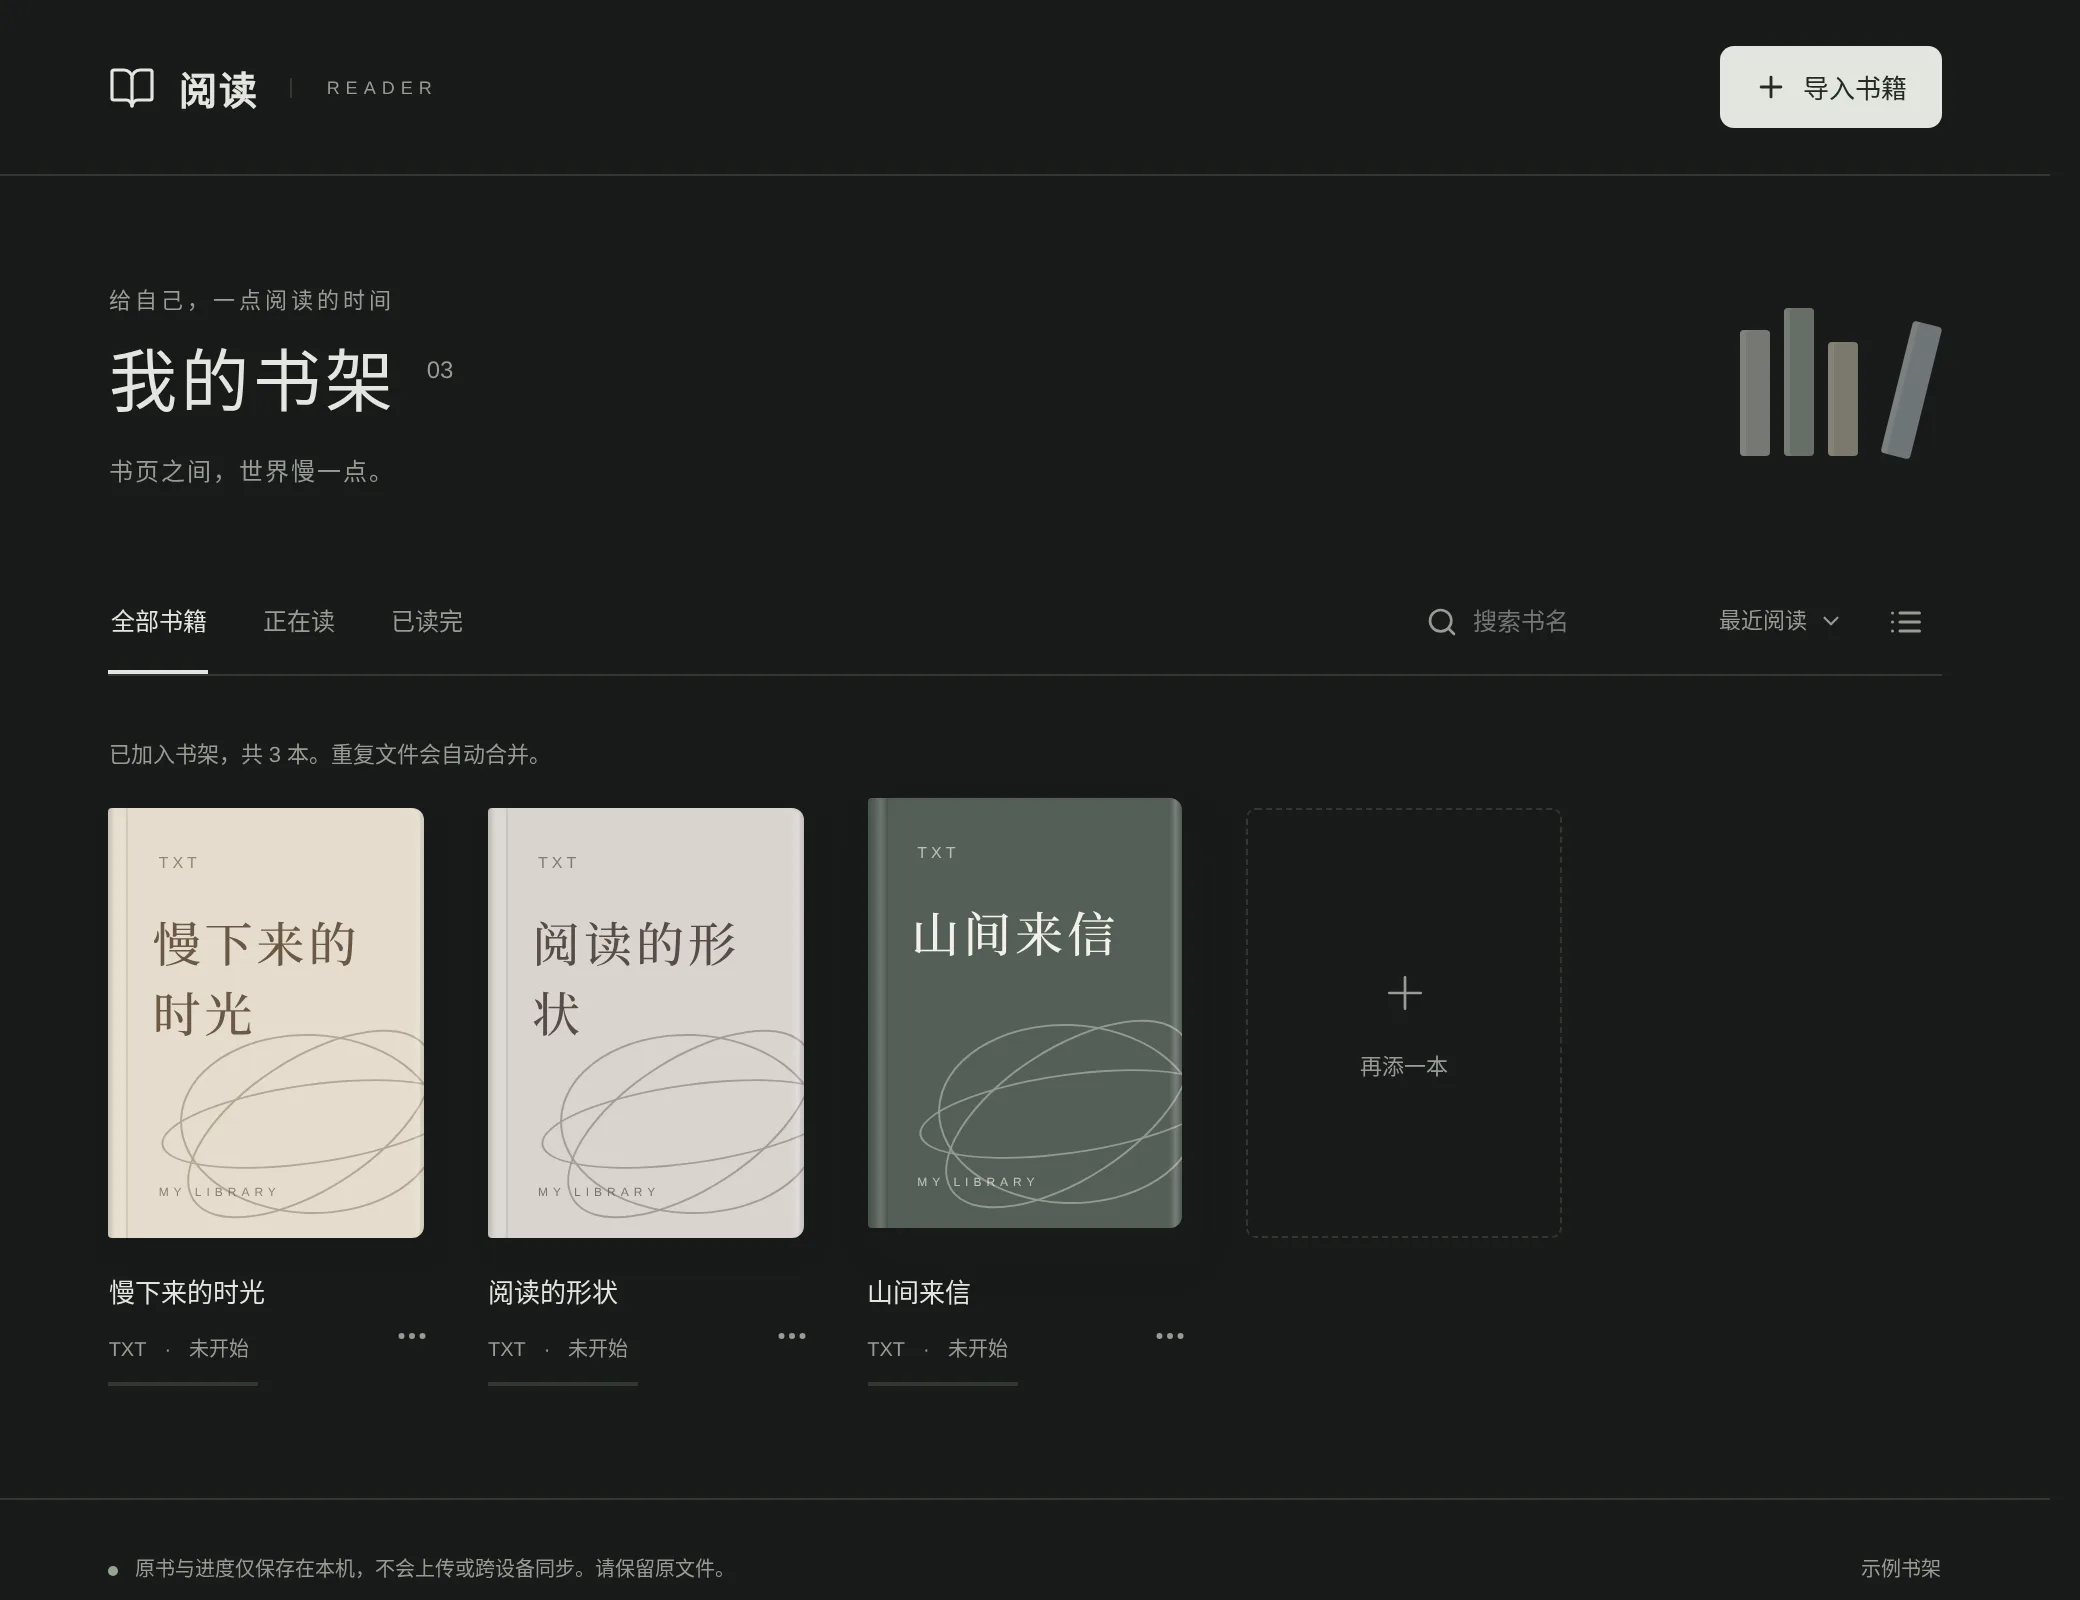 阅读
READER
导入书籍
给自己，一点阅读的时间
我的书架 03
书页之间，世界慢一点。
全部书籍 正在读 已读完 搜索书名 最近阅读
已加入书架，共 3 本。重复文件会自动合并。
TXT
慢下来的
时光
MY LIBRARY
TXT
阅读的形
状
MY LIBRARY
TXT
山间来信
MY LIBRARY
再添一本
慢下来的时光
TXT · 未开始
阅读的形状
TXT · 未开始
山间来信
TXT · 未开始
原书与进度仅保存在本机，不会上传或跨设备同步。请保留原文件。
示例书架